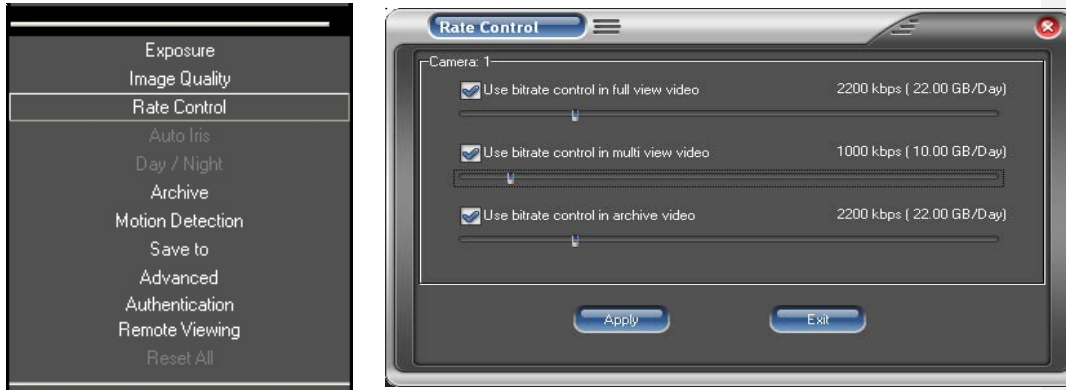 Exposure
Image Quality
Rate Control
Auto Iris
Day / Night
Archive
Motion Detection
Save to
Advanced
Authentication
Remote Viewing
Reset All
Rate Control
Camera: 1
Use bitrate control in full view video 2200 kbps ( 22.00 GB/Day)
Use bitrate control in multi view video 1000 kbps ( 10.00 GB/Day)
Use bitrate control in archive video 2200 kbps ( 22.00 GB/Day)
Apply Exit